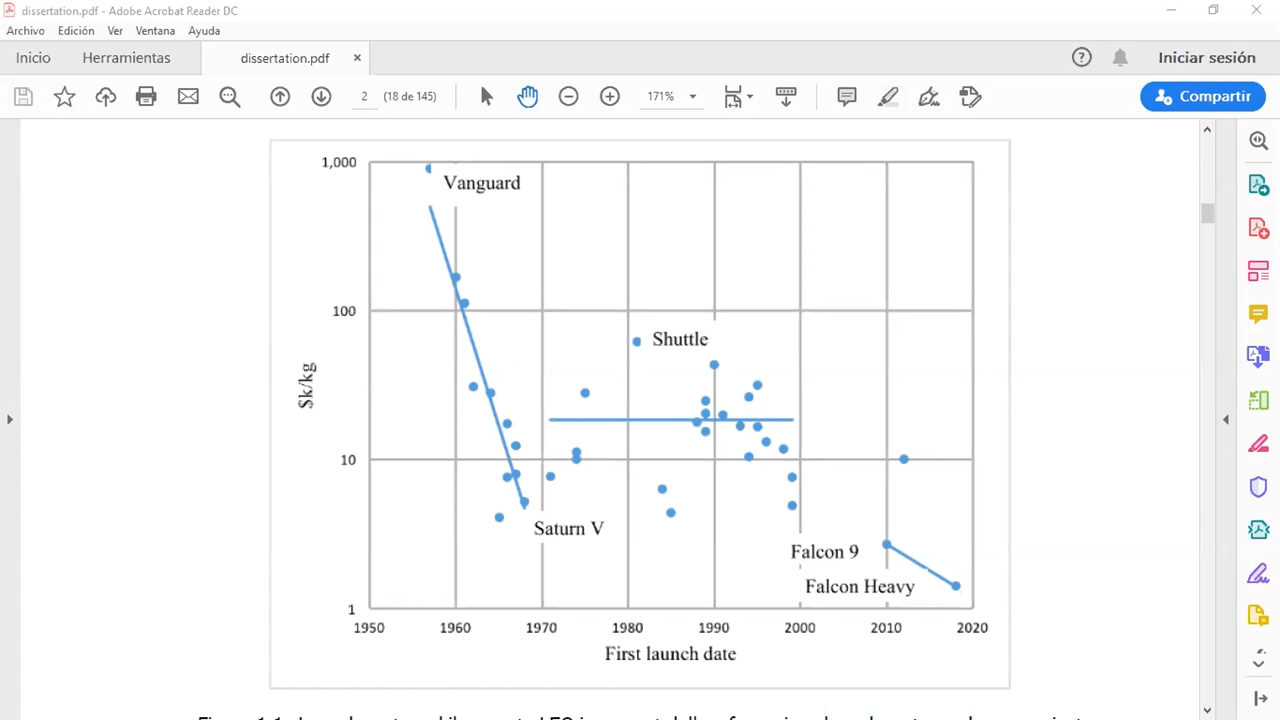 dissertation.pdf - Adobe Acrobat Reader DC
Archivo Edición Ver Ventana Ayuda
Inicio Herramientas dissertation.pdf × Iniciar sesión
2 (18 de 145) 171% Compartir
1,000
Vanguard
100
Shuttle
$k/kg
10
Saturn V
Falcon 9
Falcon Heavy
1
1950 1960 1970 1980 1990 2000 2010 2020
First launch date